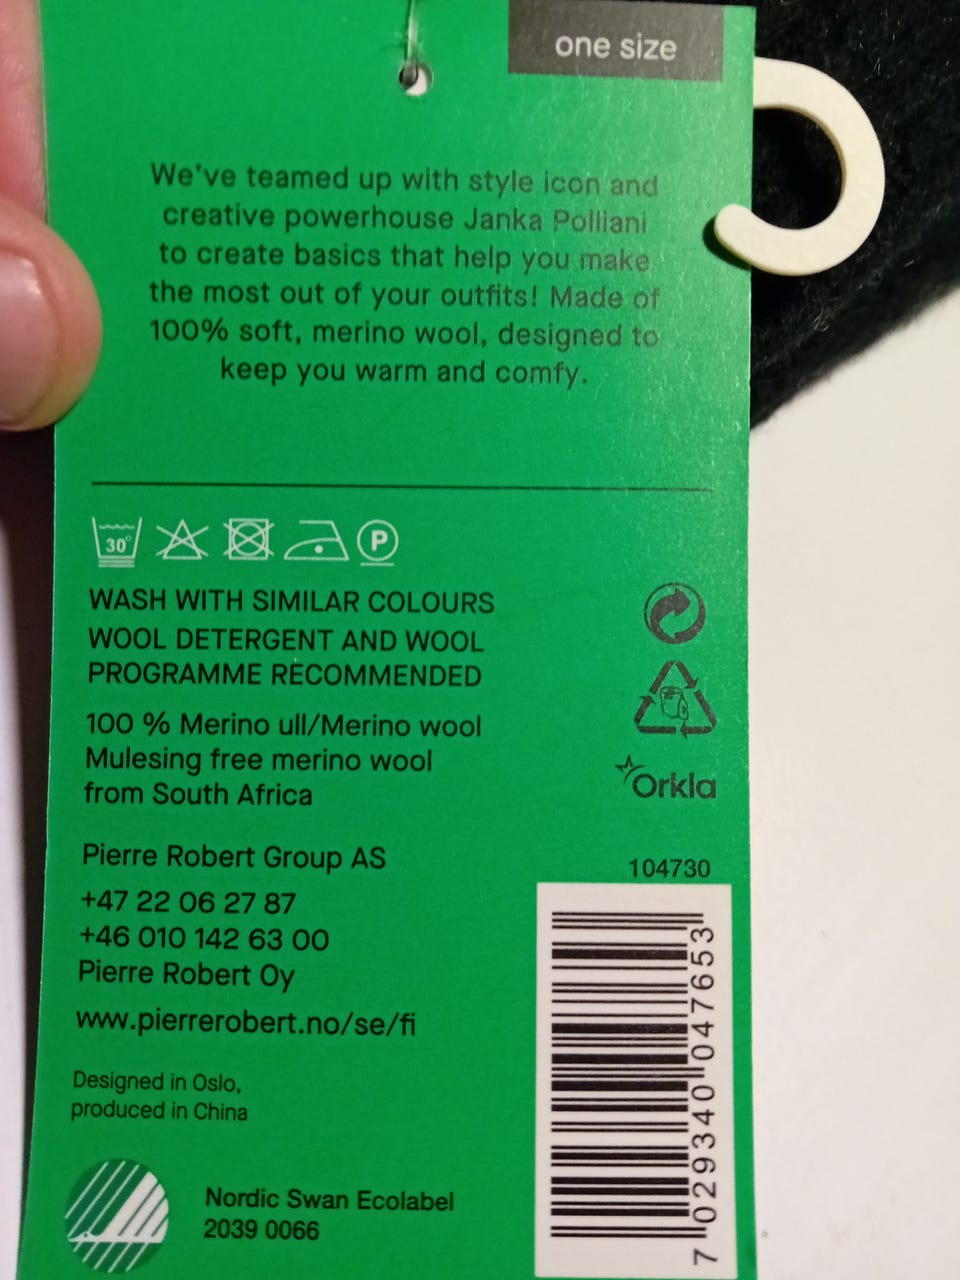 one size
We've teamed up with style icon and
creative powerhouse Janka Polliani
to create basics that help you make
the most out of your outfits! Made of
100% soft, merino wool, designed to
keep you warm and comfy.
30°
P
WASH WITH SIMILAR COLOURS
WOOL DETERGENT AND WOOL
PROGRAMME RECOMMENDED
100 % Merino ull/Merino wool
Mulesing free merino wool
from South Africa
Orkla
Pierre Robert Group AS
+47 22 06 27 87
+46 010 142 63 00
Pierre Robert Oy
www.pierrerobert.no/se/fi
Designed in Oslo,
produced in China
Nordic Swan Ecolabel
2039 0066
104730
7 029340 047653